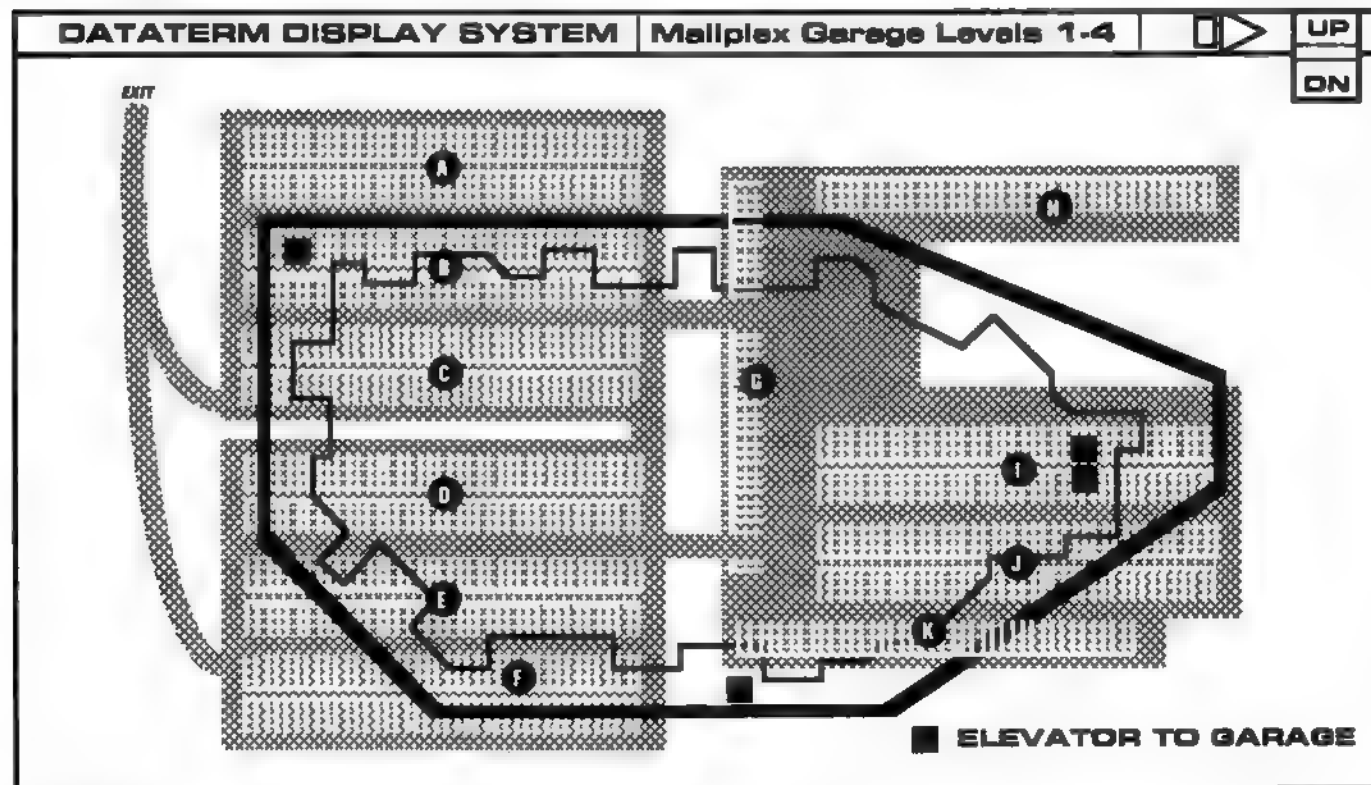 DATATERM DISPLAY SYSTEM
Mallplex Garage Levels 1-4
UP
DN
EXIT
A
H
B
C
G
D
I
J
E
K
F
ELEVATOR TO GARAGE